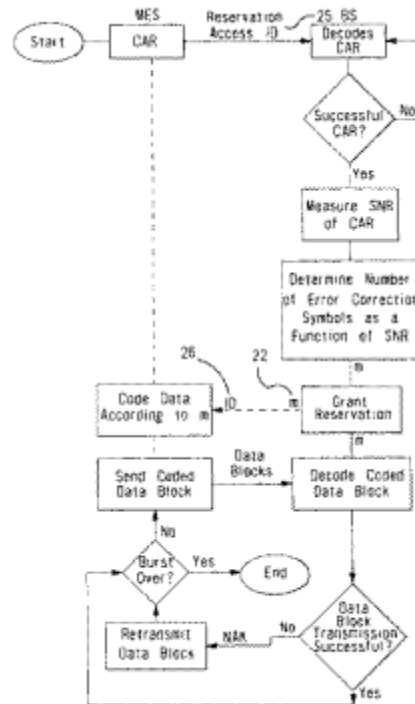 MES
Reservation
Access ID
25 BS
Start
CAR
Decodes
CAR
Successful
CAR?
No
Yes
Measure SNR
of CAR
Determine Number
of Error Correction
Symbols as a
Function of SNR
m
26
22
Code Data
According to m
ID
m
Grant
Reservation
m
Send Coded
Data Block
Data
Blocks
Decode Coded
Data Block
No
Burst
Over?
Yes
End
Retransmit
Data Block
NAK
No
Data
Block
Transmission
Successful?
Yes